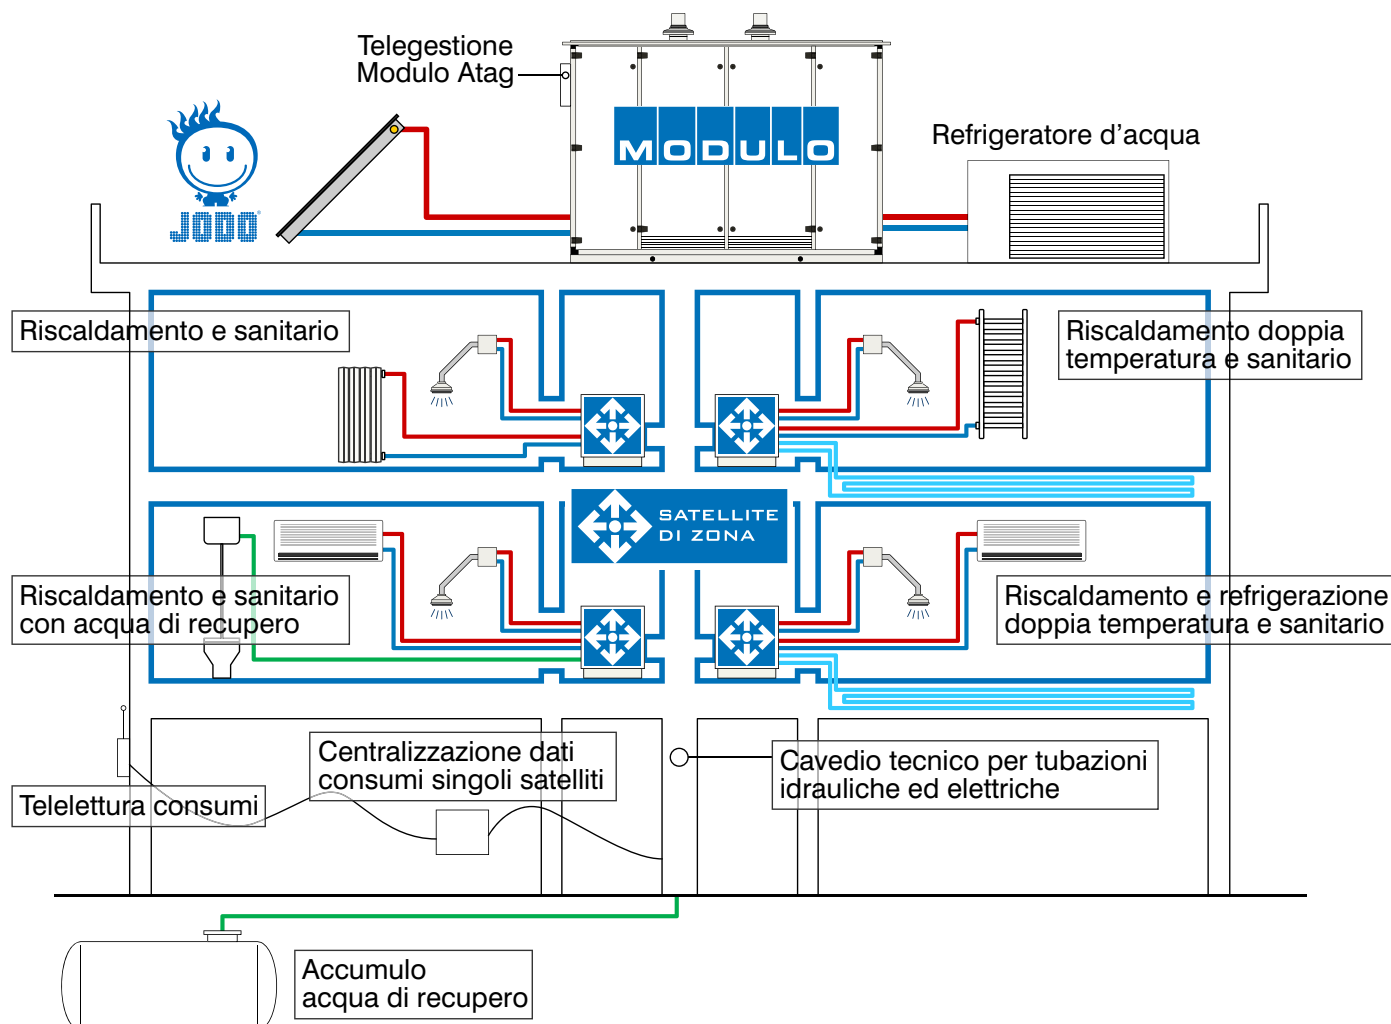 Telegestione
Modulo Atag
MODULO
Refrigeratore d'acqua
JODO®
Riscaldamento e sanitario
Riscaldamento doppia
temperatura e sanitario
SATELLITE
DI ZONA
Riscaldamento e sanitario
con acqua di recupero
Riscaldamento e refrigerazione
doppia temperatura e sanitario
Centralizzazione dati
consumi singoli satelliti
Cavedio tecnico per tubazioni
idrauliche ed elettriche
Telelettura consumi
Accumulo
acqua di recupero